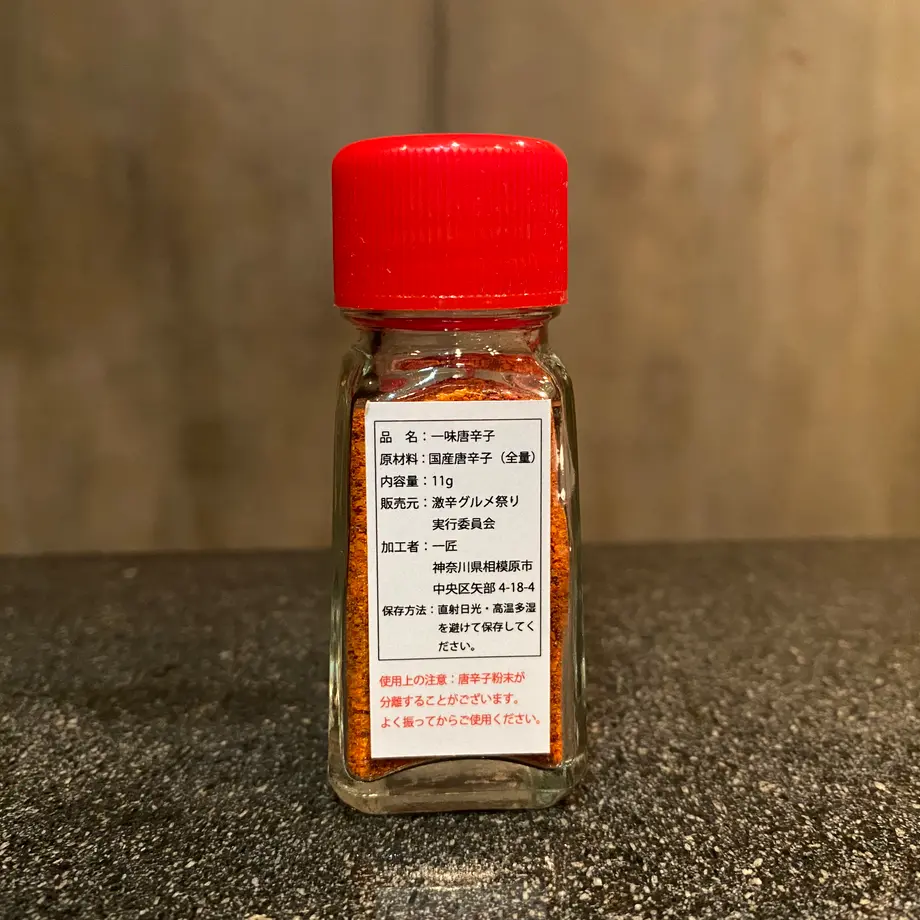 品　名：一味唐辛子
原材料：国産唐辛子（全量）
内容量：11g
販売元：激辛グルメ祭り
実行委員会
加工者：一匠
神奈川県相模原市
中央区矢部 4-18-4
保存方法：直射日光・高温多湿
を避けて保存してく
ださい。
使用上の注意：唐辛子粉末が
分離することがございます。
よく振ってからご使用ください。